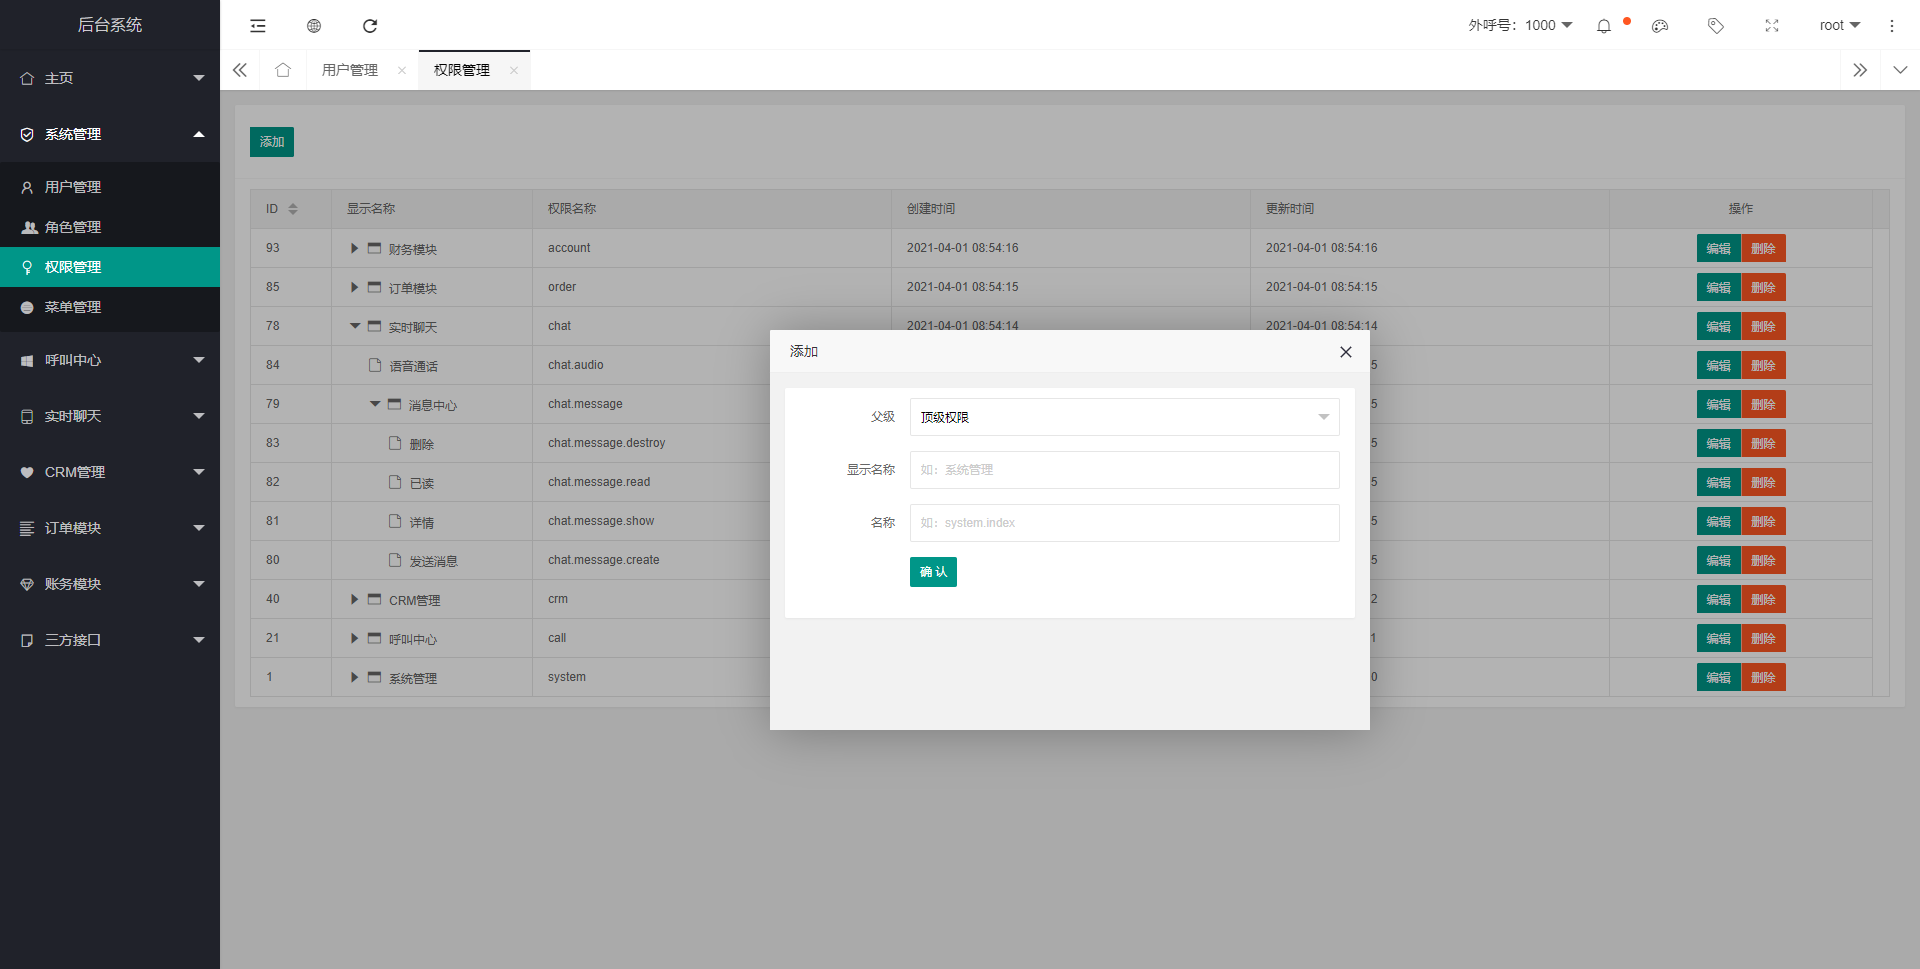 后台系统
外呼号：1000
root
用户管理
权限管理
主页
系统管理
用户管理
角色管理
权限管理
菜单管理
呼叫中心
实时聊天
CRM管理
订单模块
账务模块
三方接口
添加
ID 显示名称 权限名称 创建时间 更新时间 操作
93 财务模块 account 2021-04-01 08:54:16 2021-04-01 08:54:16 编辑 删除
85 订单模块 order 2021-04-01 08:54:15 2021-04-01 08:54:15 编辑 删除
78 实时聊天 chat 2021-04-01 08:54:14 2021-04-01 08:54:14 编辑 删除
84 语音通话 chat.audio 5 编辑 删除
79 消息中心 chat.message 5 编辑 删除
83 删除 chat.message.destroy 5 编辑 删除
82 已读 chat.message.read 5 编辑 删除
81 详情 chat.message.show 5 编辑 删除
80 发送消息 chat.message.create 5 编辑 删除
40 CRM管理 crm 2 编辑 删除
21 呼叫中心 call 1 编辑 删除
1 系统管理 system 0 编辑 删除
添加
父级 顶级权限
显示名称 如：系统管理
名称 如：system.index
确 认